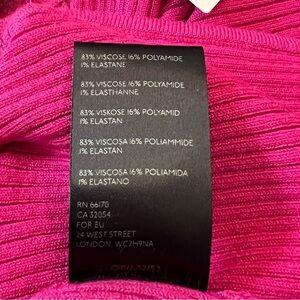 83% VISCOSE 16% POLYAMIDE
1% ELASTANE
83% VISCOSE 16% POLYAMIDE
1% ELASTHANNE
83% VISKOSE 16% POLYAMID
1% ELASTAN
83% VISCOSA 16% POLIAMMIDE
1% ELASTAN
83% VISCOSA 16% POLIAMIDA
1% ELASTANO
RN 66170
CA 32054
FOR EU
24 WEST STREET
LONDON WC2H9NA